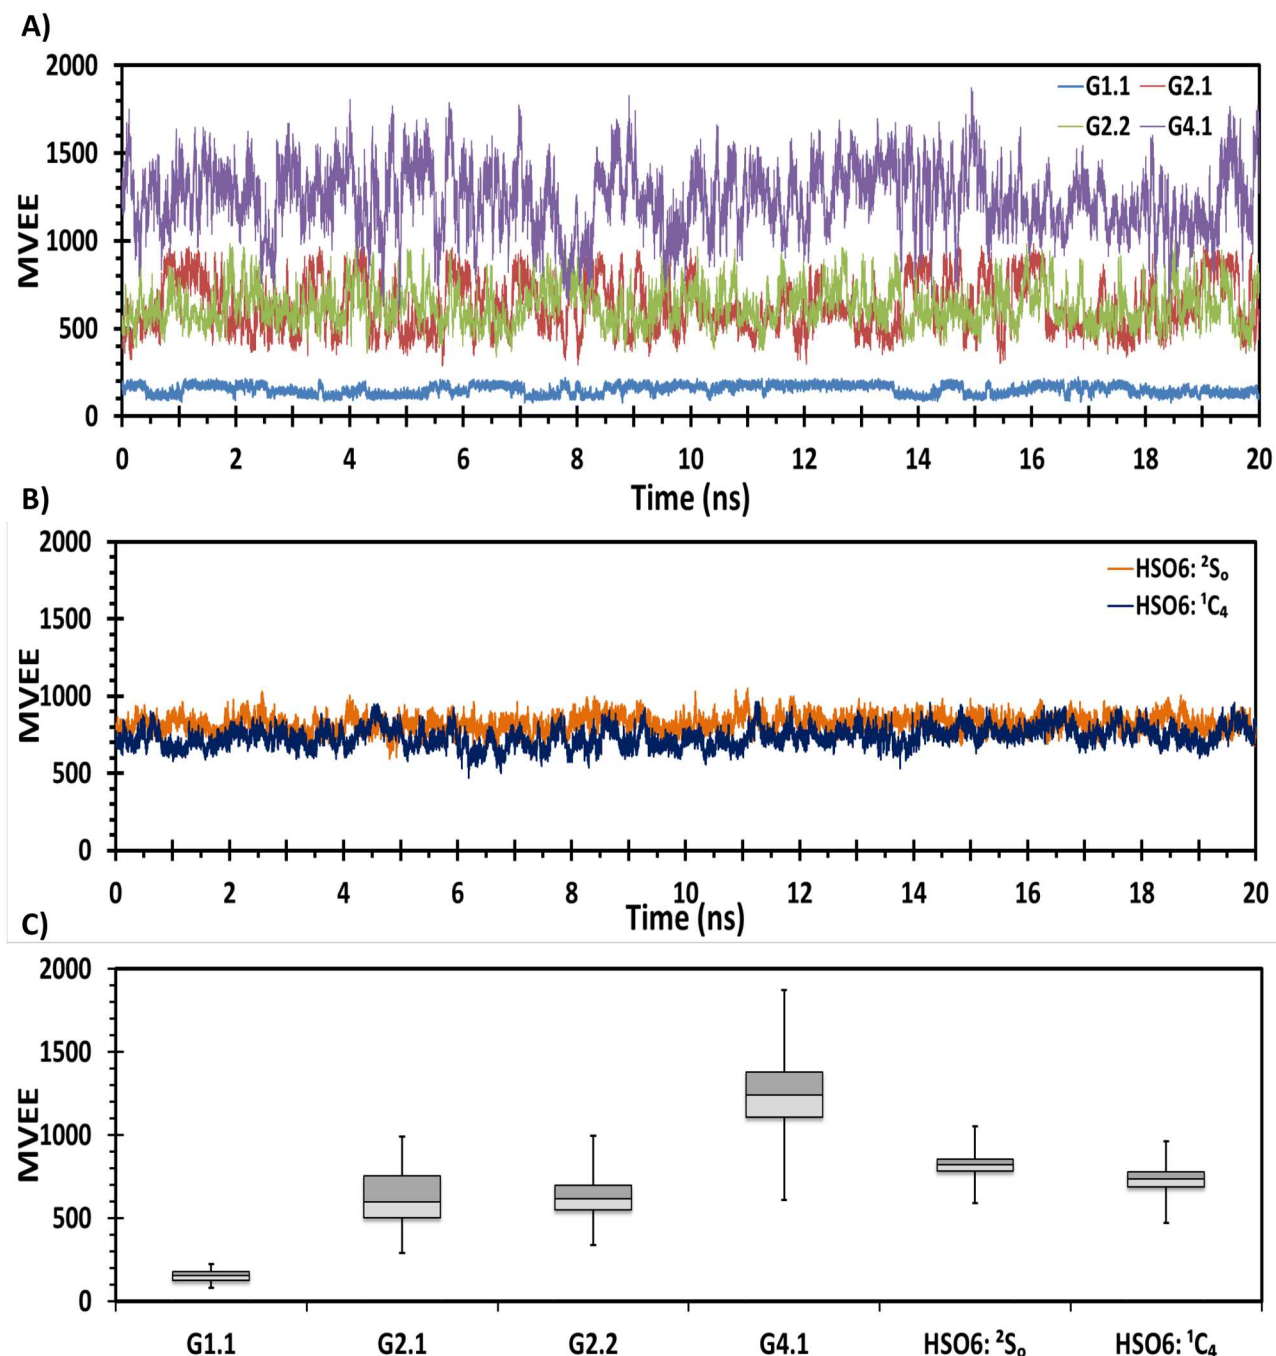 A)
2000
1500
1000
500
0
MVEE
G1.1 G2.1
G2.2 G4.1
0 2 4 6 8 10 12 14 16 18 20
Time (ns)
B)
2000
1500
1000
500
0
MVEE
HSO6: ²Sₒ
HSO6: ¹C₄
0 2 4 6 8 10 12 14 16 18 20
Time (ns)
C)
2000
1500
1000
500
0
MVEE
G1.1 G2.1 G2.2 G4.1 HSO6: ²Sₒ HSO6: ¹C₄